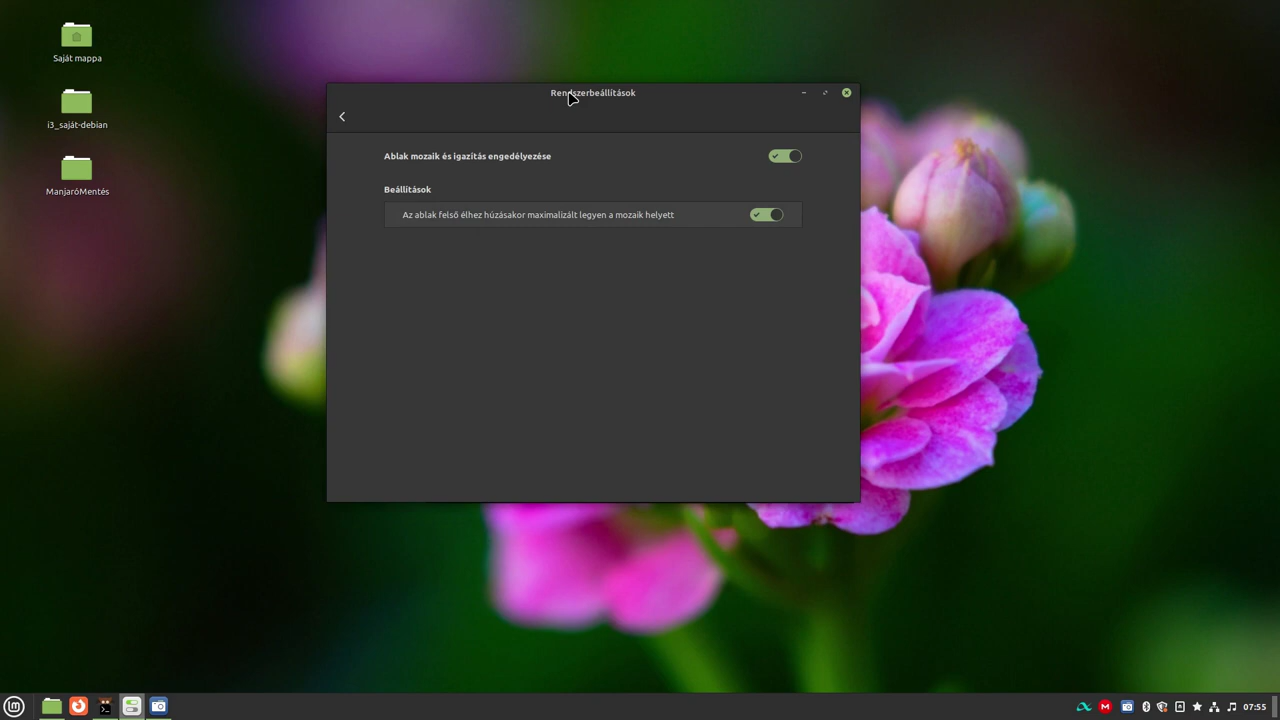 Saját mappa
i3_saját-debian
ManjaróMentés
Rendszerbeállítások
Ablak mozaik és igazítás engedélyezése
Beállítások
Az ablak felső élhez húzásakor maximalizált legyen a mozaik helyett
07:55